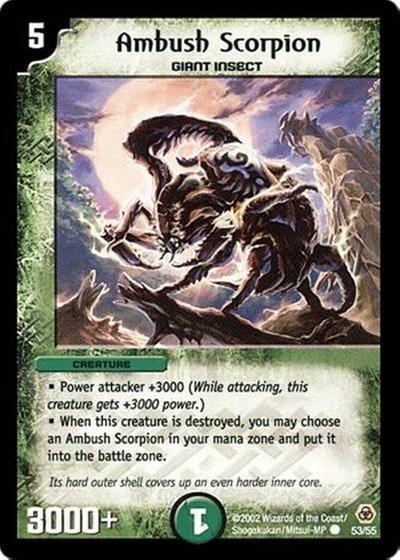 5
Ambush Scorpion
GIANT INSECT
CREATURE
▪ Power attacker +3000 (While attacking, this
creature gets +3000 power.)
▪ When this creature is destroyed, you may choose
an Ambush Scorpion in your mana zone and put it
into the battle zone.
Its hard outer shell covers up an even harder inner core.
3000+
1
©2002 Wizards of the Coast/
Shogakukan/Mitsui-MP
53/55